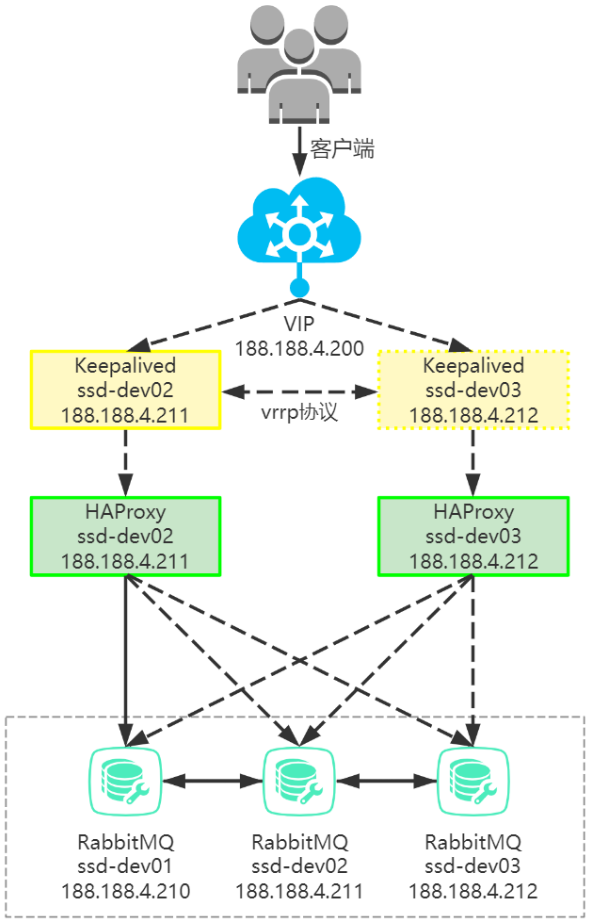 客户端
VIP
188.188.4.200
Keepalived
ssd-dev02
188.188.4.211
vrrp协议
Keepalived
ssd-dev03
188.188.4.212
HAProxy
ssd-dev02
188.188.4.211
HAProxy
ssd-dev03
188.188.4.212
RabbitMQ
ssd-dev01
188.188.4.210
RabbitMQ
ssd-dev02
188.188.4.211
RabbitMQ
ssd-dev03
188.188.4.212